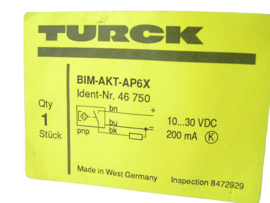 TURCK
BIM-AKT-AP6X
Ident-Nr. 46 750
Qty
1
Stück
bn
+
bu
bk
pnp
10...30 VDC
200 mA K
Made in West Germany
Inspection 8472929